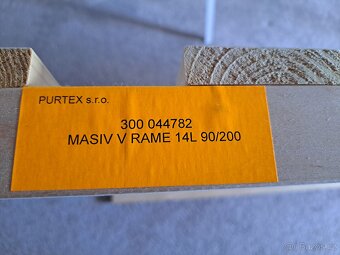 PURTEX s.r.o.
300 044782
MASIV V RAME 14L 90/200